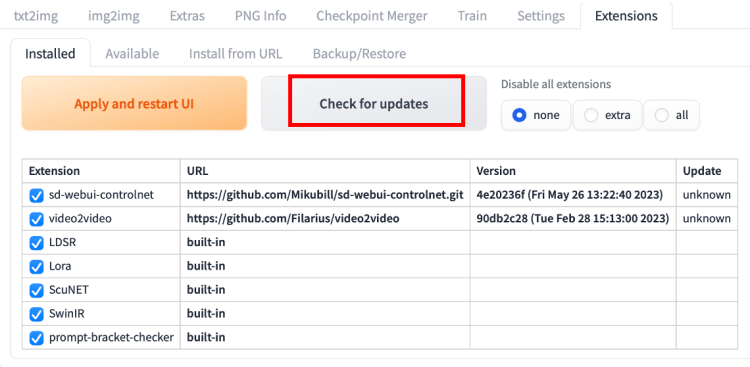 txt2img img2img Extras PNG Info Checkpoint Merger Train Settings Extensions
Installed Available Install from URL Backup/Restore
Apply and restart UI Check for updates Disable all extensions
none extra all
Extension URL Version Update
sd-webui-controlnet https://github.com/Mikubill/sd-webui-controlnet.git 4e20236f (Fri May 26 13:22:40 2023) unknown
video2video https://github.com/Filarius/video2video 90db2c28 (Tue Feb 28 15:13:00 2023) unknown
LDSR built-in
Lora built-in
ScuNET built-in
SwinIR built-in
prompt-bracket-checker built-in